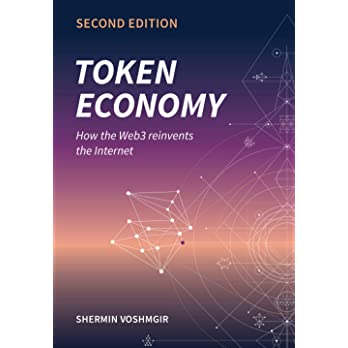 SECOND EDITION
TOKEN
ECONOMY
How the Web3 reinvents
the Internet
SHERMIN VOSHMGIR